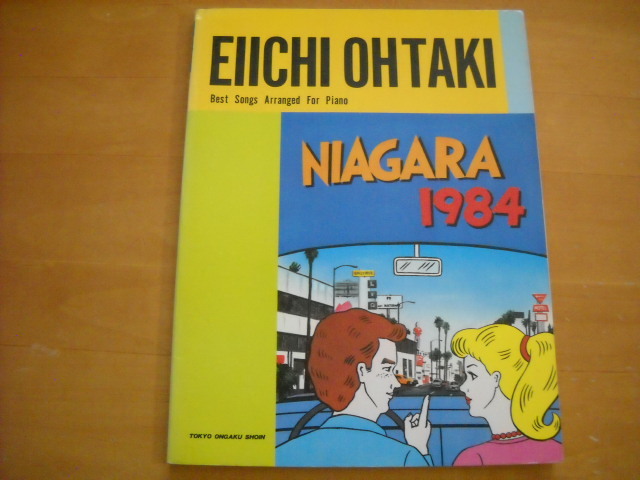 EIICHI OHTAKI
Best Songs Arranged For Piano
NIAGARA
1984
TOKYO ONGAKU SHOIN